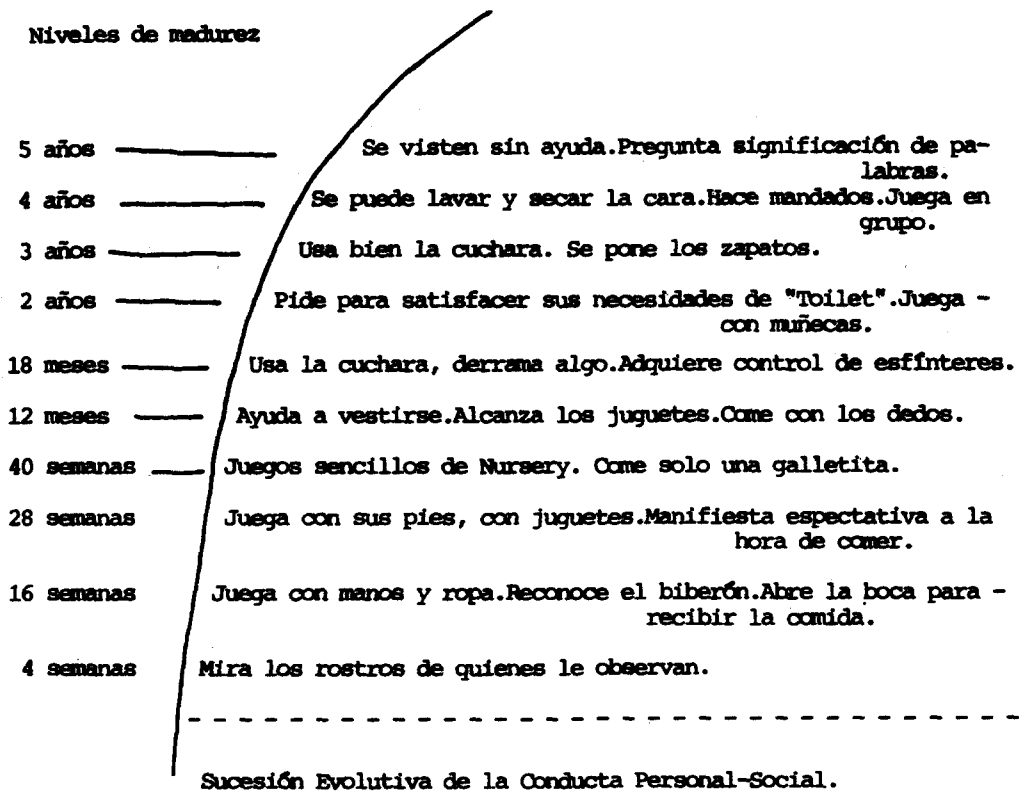 Niveles de madurez
5 años Se visten sin ayuda.Pregunta significación de pa-
labras.
4 años Se puede lavar y secar la cara.Hace mandados.Juega en
grupo.
3 años Usa bien la cuchara. Se pone los zapatos.
2 años Pide para satisfacer sus necesidades de "Toilet".Juega -
con muñecas.
18 meses Usa la cuchara, derrama algo.Adquiere control de esfínteres.
12 meses Ayuda a vestirse.Alcanza los juguetes.Come con los dedos.
40 semanas Juegos sencillos de Nursery. Come solo una galletita.
28 semanas Juega con sus pies, con juguetes.Manifiesta espectativa a la
hora de comer.
16 semanas Juega con manos y ropa.Reconoce el biberón.Abre la boca para -
recibir la comida.
4 semanas Mira los rostros de quienes le observan.
Sucesión Evolutiva de la Conducta Personal-Social.